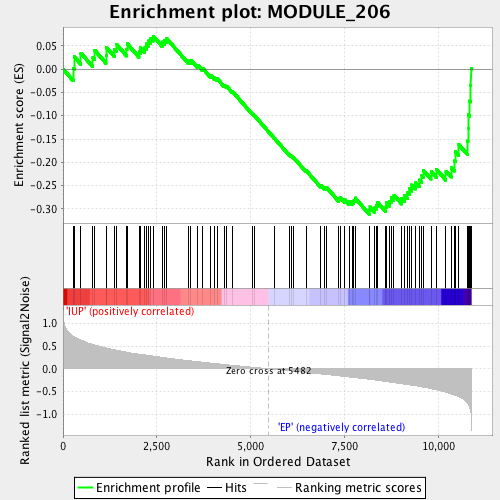 Enrichment plot: MODULE_206
Enrichment score (ES)
0.05
0.00
-0.05
-0.10
-0.15
-0.20
-0.25
-0.30
'IUP' (positively correlated)
Ranked list metric (Signal2Noise)
1.0
0.5
0.0
-0.5
-1.0
Zero cross at 5482
'EP' (negatively correlated)
0
2,500
5,000
7,500
10,000
Rank in Ordered Dataset
Enrichment profile
Hits
Ranking metric scores